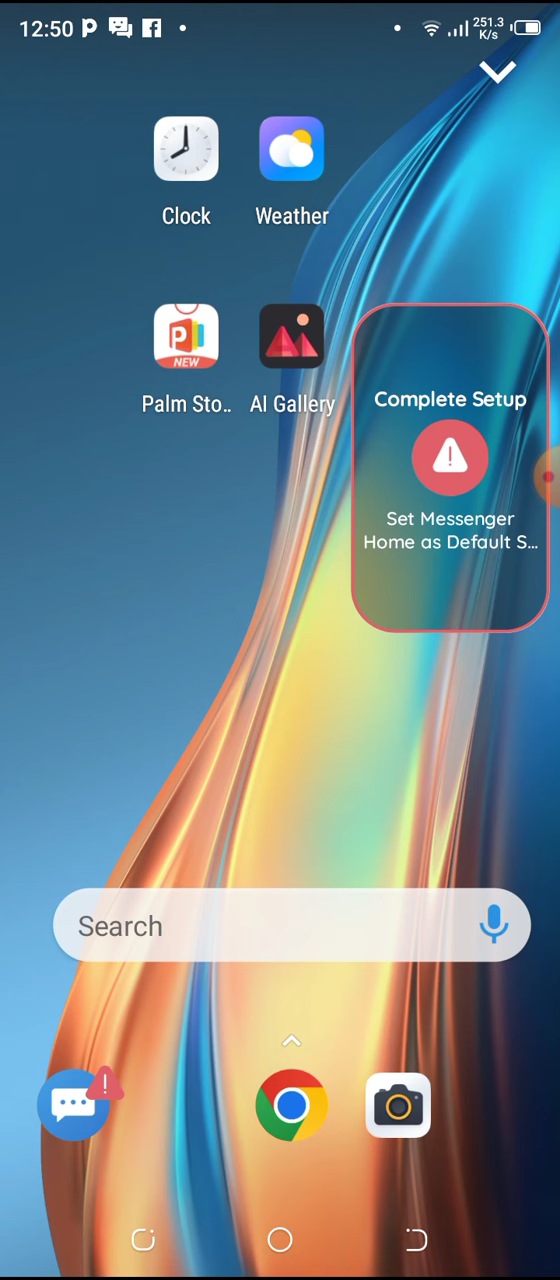 12:50
251.3
K/s
Clock
Weather
P
NEW
Palm Sto..
AI Gallery
Complete Setup
!
Set Messenger
Home as Default S...
Search
!